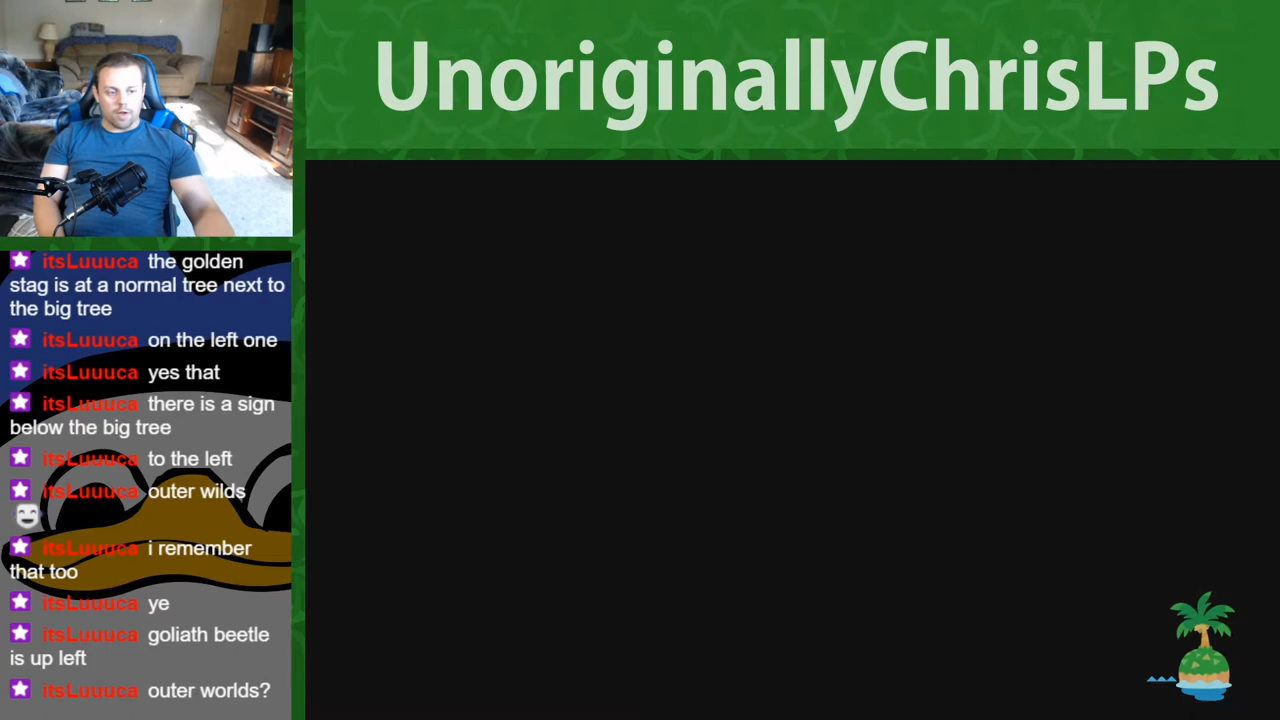 UnoriginallyChrisLPs
itsLuuuca the golden
stag is at a normal tree next to
the big tree
itsLuuuca on the left one
itsLuuuca yes that
itsLuuuca there is a sign
below the big tree
itsLuuuca to the left
itsLuuuca outer wilds
itsLuuuca i remember
that too
itsLuuuca ye
itsLuuuca goliath beetle
is up left
itsLuuuca outer worlds?